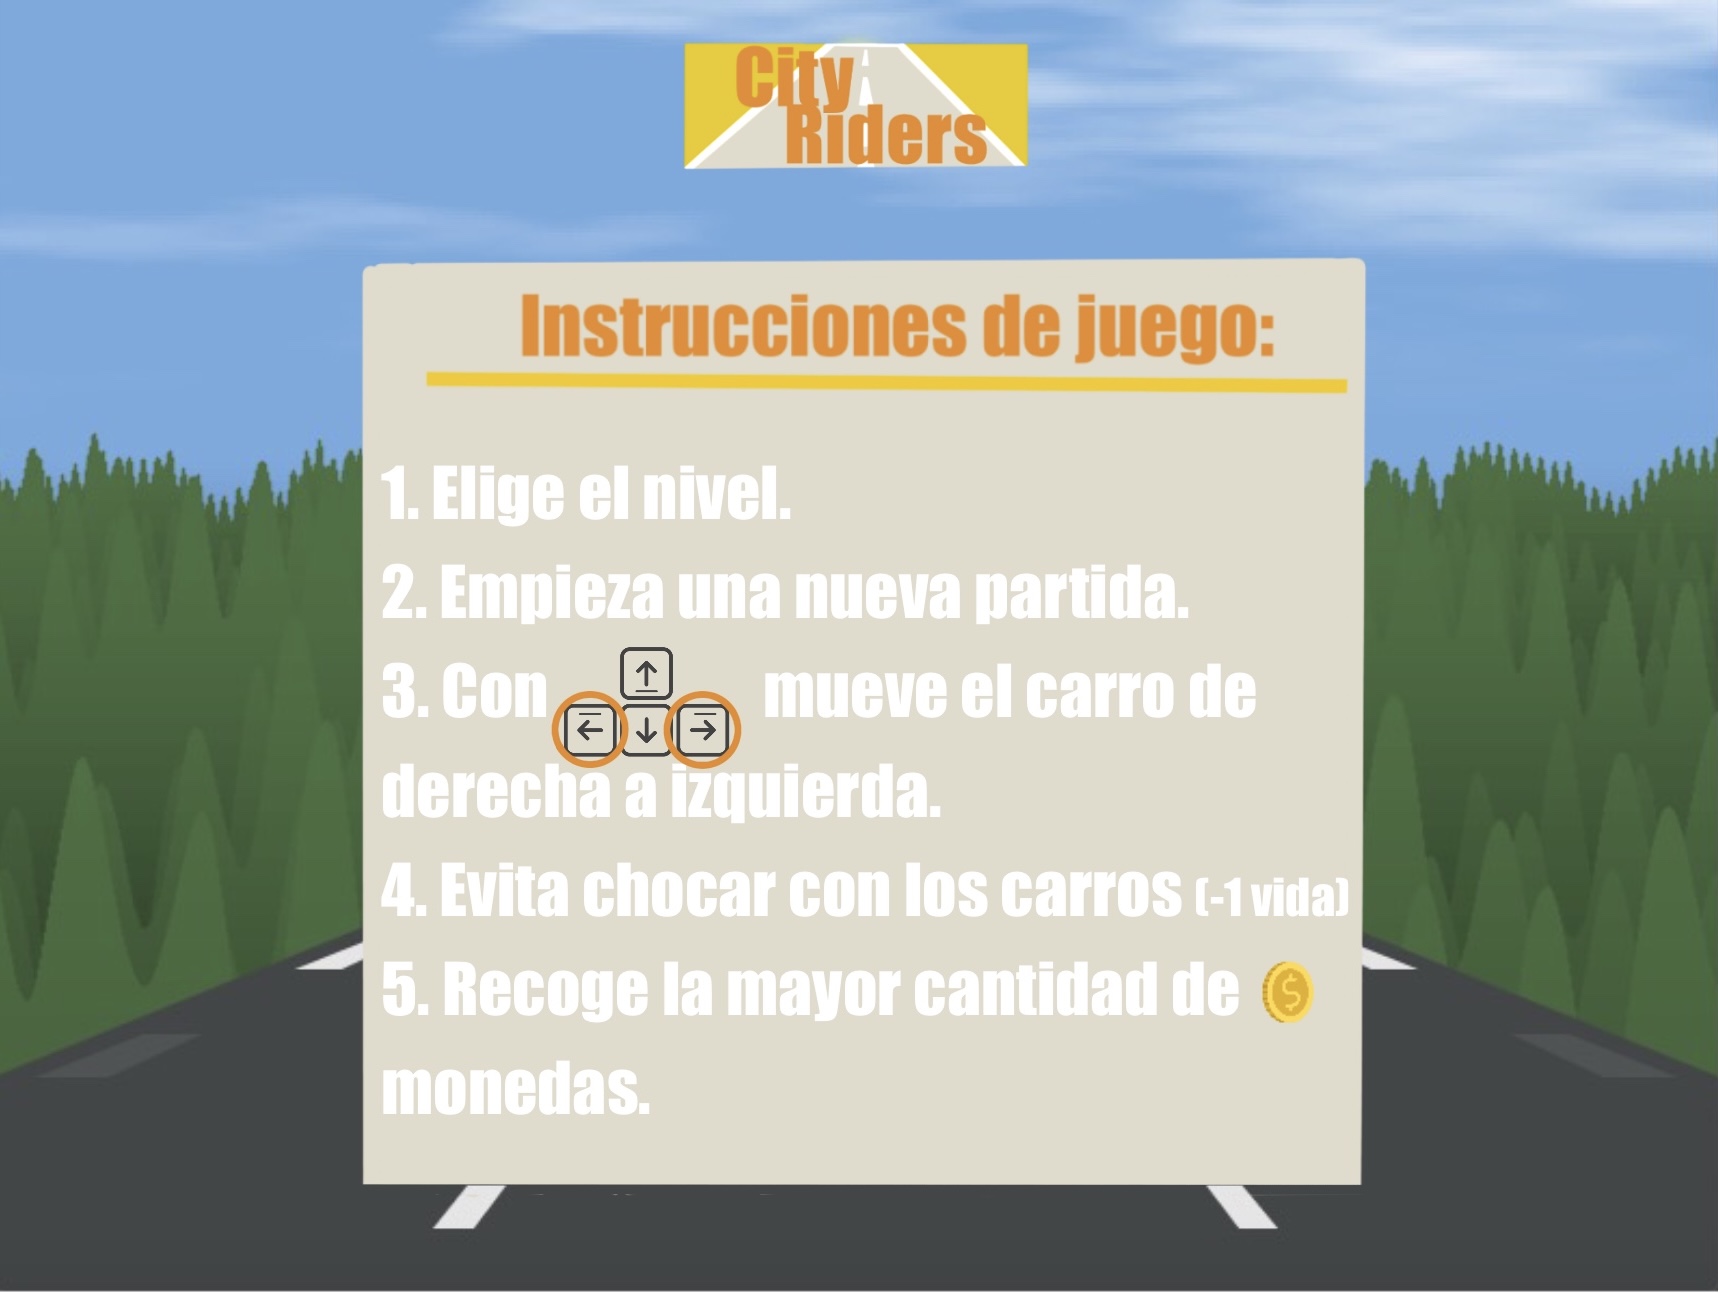 City
Riders
Instrucciones de juego:
1. Elige el nivel.
2. Empieza una nueva partida.
3. Con ↑ ← ↓ → mueve el carro de
derecha a izquierda.
4. Evita chocar con los carros (-1 vida)
5. Recoge la mayor cantidad de $
monedas.